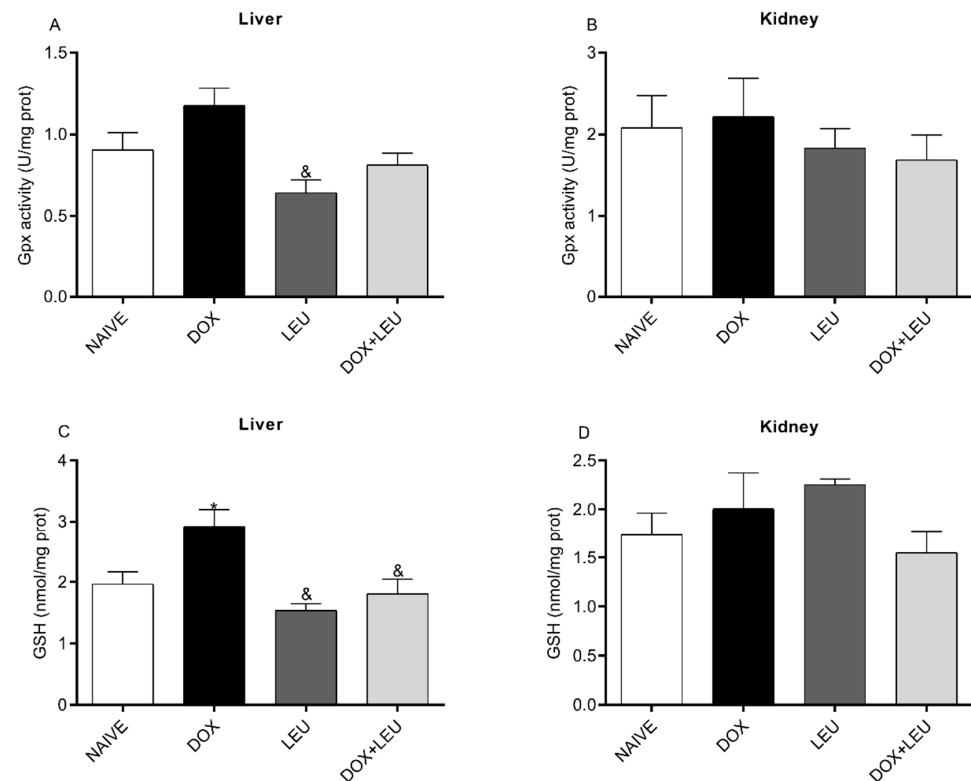 A
Liver
Gpx activity (U/mg prot)
1.5
1.0
0.5
0.0
&
NAIVE
DOX
LEU
DOX+LEU
B
Kidney
Gpx activity (U/mg prot)
3
2
1
0
NAIVE
DOX
LEU
DOX+LEU
C
Liver
GSH (nmol/mg prot)
4
3
2
1
0
*
&
&
NAIVE
DOX
LEU
DOX+LEU
D
Kidney
GSH (nmol/mg prot)
2.5
2.0
1.5
1.0
0.5
0.0
NAIVE
DOX
LEU
DOX+LEU